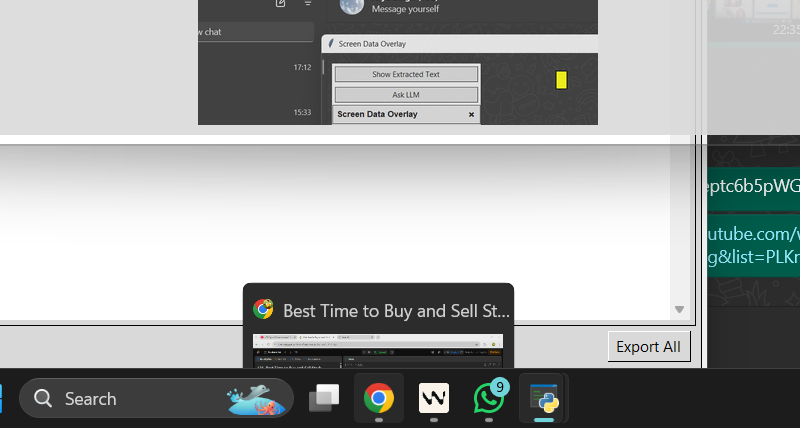 Message yourself
w chat
Screen Data Overlay
17:12
Show Extracted Text
Ask LLM
15:33
Screen Data Overlay
22:35
eptc6b5pWG
utube.com/v
g&list=PLKr
Best Time to Buy and Sell St...
Export All
Search
9